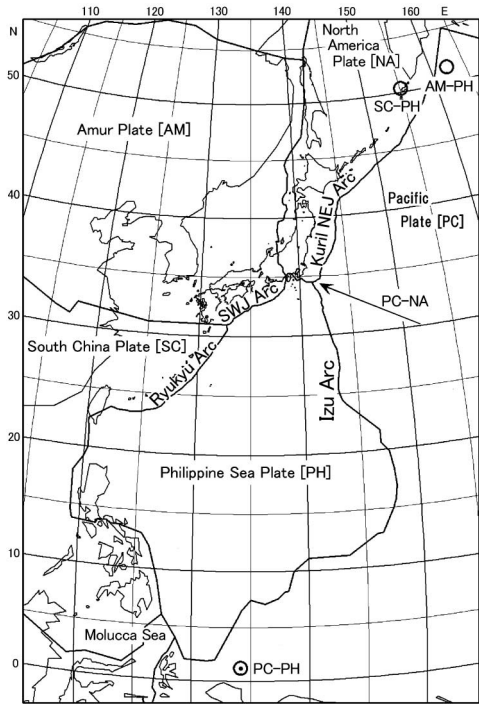 110
120
130
140
150
160
E
N
North
America
Plate [NA]
AM-PH
SC-PH
50
Amur Plate [AM]
40
Kuril NEJ Arc
Pacific
Plate [PC]
PC-NA
30
SWJ Arc
South China Plate [SC]
Ryukyu Arc
Izu Arc
20
Philippine Sea Plate [PH]
10
Molucca Sea
0
PC-PH